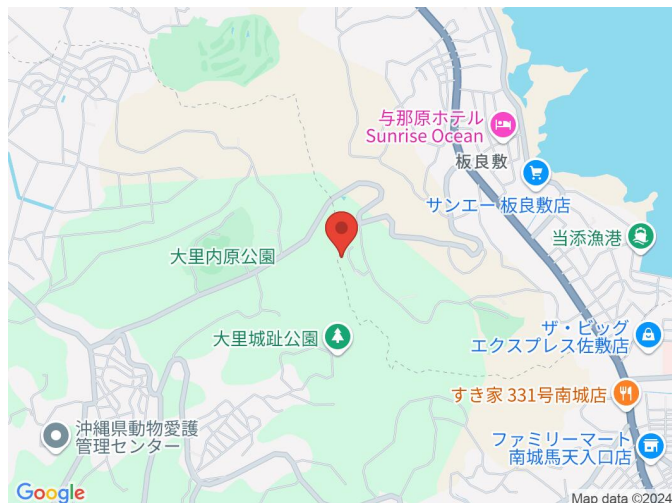 与那原ホテル
Sunrise Ocean
板良敷
サンエー 板良敷店
当添漁港
大里内原公園
大里城趾公園
ザ・ビッグ
エクスプレス佐敷店
すき家 331号南城店
沖縄県動物愛護
管理センター
ファミリーマート
南城馬天入口店
Google
Map data ©2024